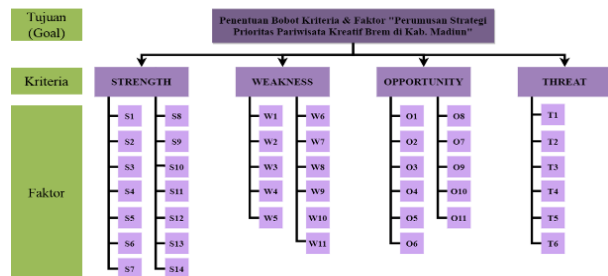 Tujuan
(Goal)
Penentuan Bobot Kriteria & Faktor "Perumusan Strategi
Prioritas Pariwisata Kreatif Brem di Kab. Madiun"
Kriteria
STRENGTH
WEAKNESS
OPPORTUNITY
THREAT
Faktor
S1
S2
S3
S4
S5
S6
S7
S8
S9
S10
S11
S12
S13
S14
W1
W2
W3
W4
W5
W6
W7
W8
W9
W10
W11
O1
O2
O3
O4
O5
O6
O8
O7
O9
O10
O11
T1
T2
T3
T4
T5
T6